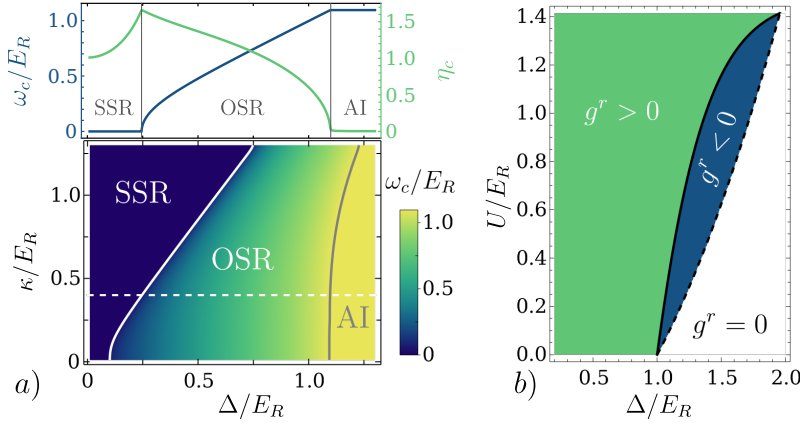 ω_c/E_R
1.0
0.5
0
SSR
OSR
AI
1.5
1.0
0.5
0.0
η_c
κ/E_R
1.0
0.5
0
SSR
OSR
AI
ω_c/E_R
1.0
0.5
0
0
0.5
1.0
Δ/E_R
a)
U/E_R
1.4
1.2
1.0
0.8
0.6
0.4
0.2
0.0
g^r > 0
g^r < 0
g^r = 0
0.5
1.0
1.5
2.0
Δ/E_R
b)